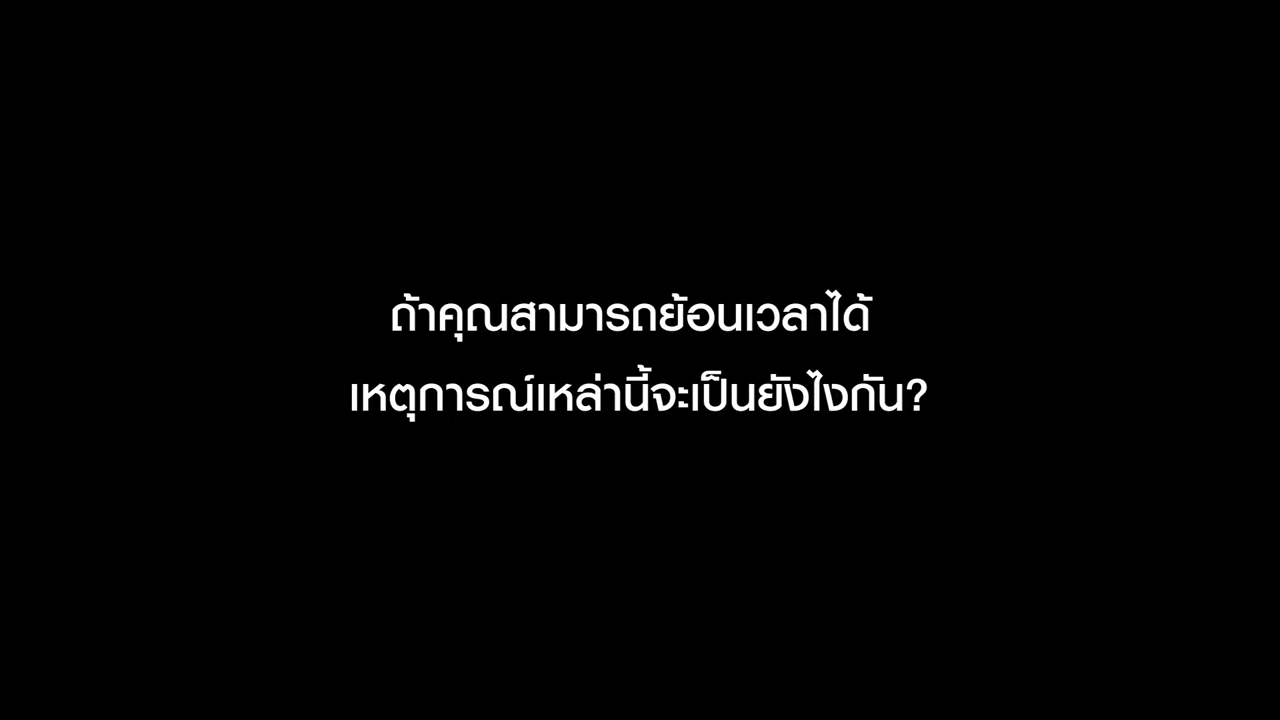 ถ้าคุณสามารถย้อนเวลาได้
เหตุการณ์เหล่านี้จะเป็นยังไงกัน?